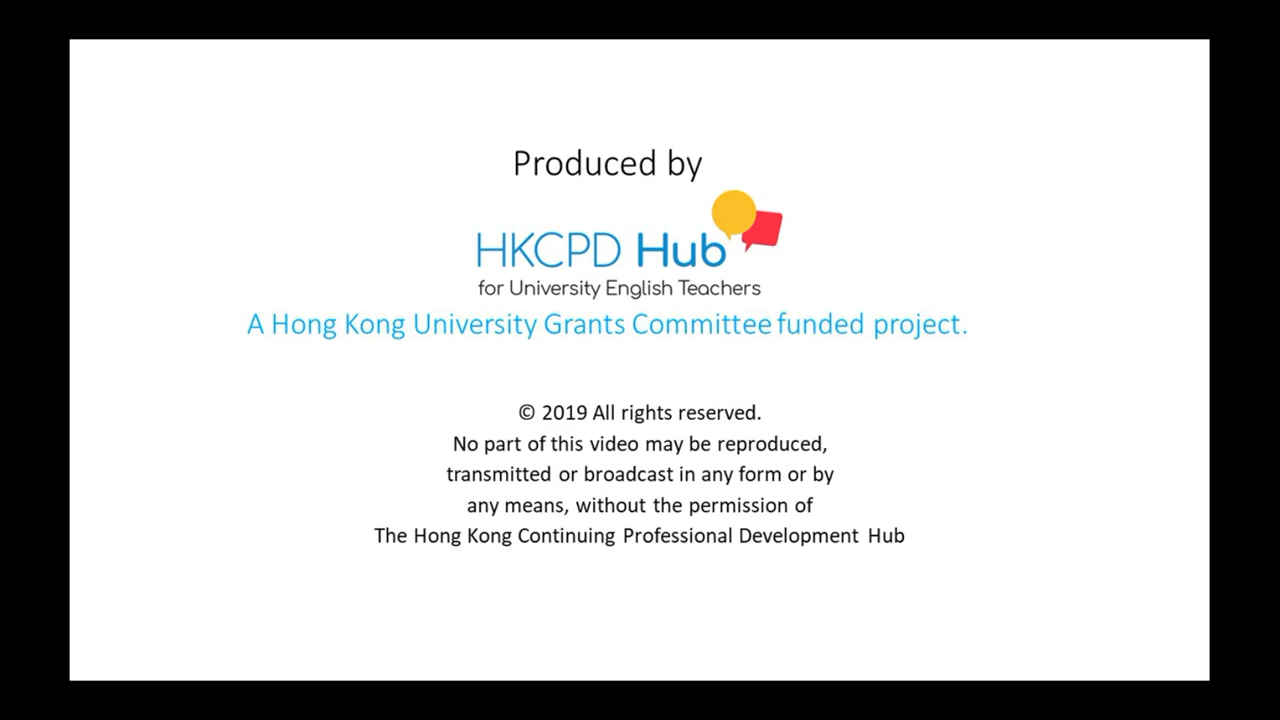 Produced by
HKCPD Hub
for University English Teachers
A Hong Kong University Grants Committee funded project.
© 2019 All rights reserved.
No part of this video may be reproduced,
transmitted or broadcast in any form or by
any means, without the permission of
The Hong Kong Continuing Professional Development Hub